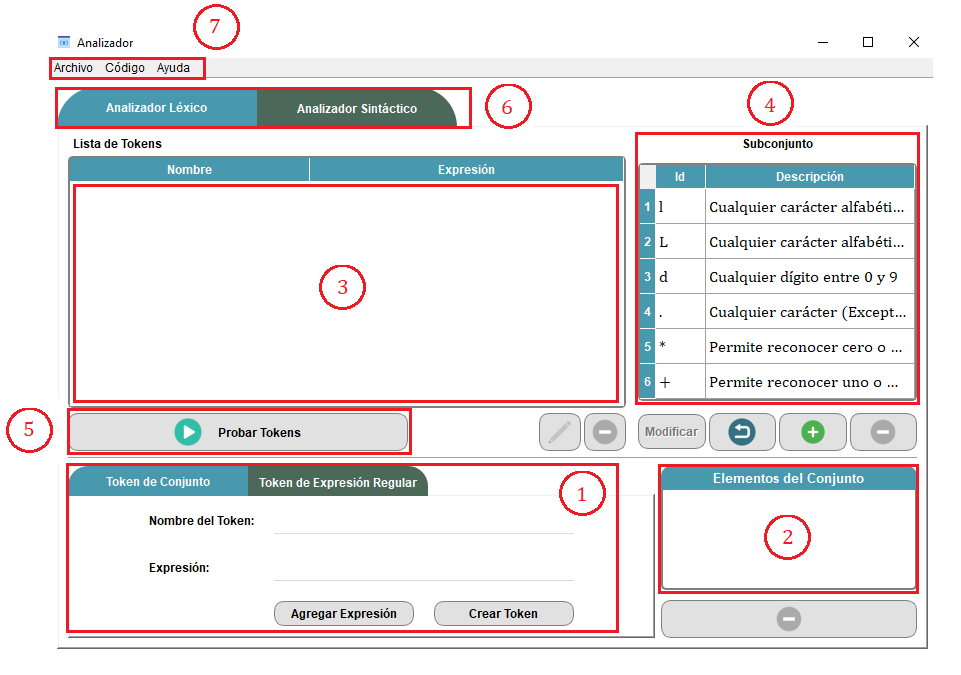 7
Analizador
Archivo Código Ayuda
Analizador Léxico Analizador Sintáctico
6
4
Lista de Tokens
Nombre Expresión
3
Subconjunto
Id Descripción
1 l Cualquier carácter alfabéti...
2 L Cualquier carácter alfabéti...
3 d Cualquier dígito entre 0 y 9
4 . Cualquier carácter (Except...
5 * Permite reconocer cero o ...
6 + Permite reconocer uno o ...
5
Probar Tokens
Modificar
Token de Conjunto Token de Expresión Regular
1
Nombre del Token:
Expresión:
Agregar Expresión Crear Token
Elementos del Conjunto
2